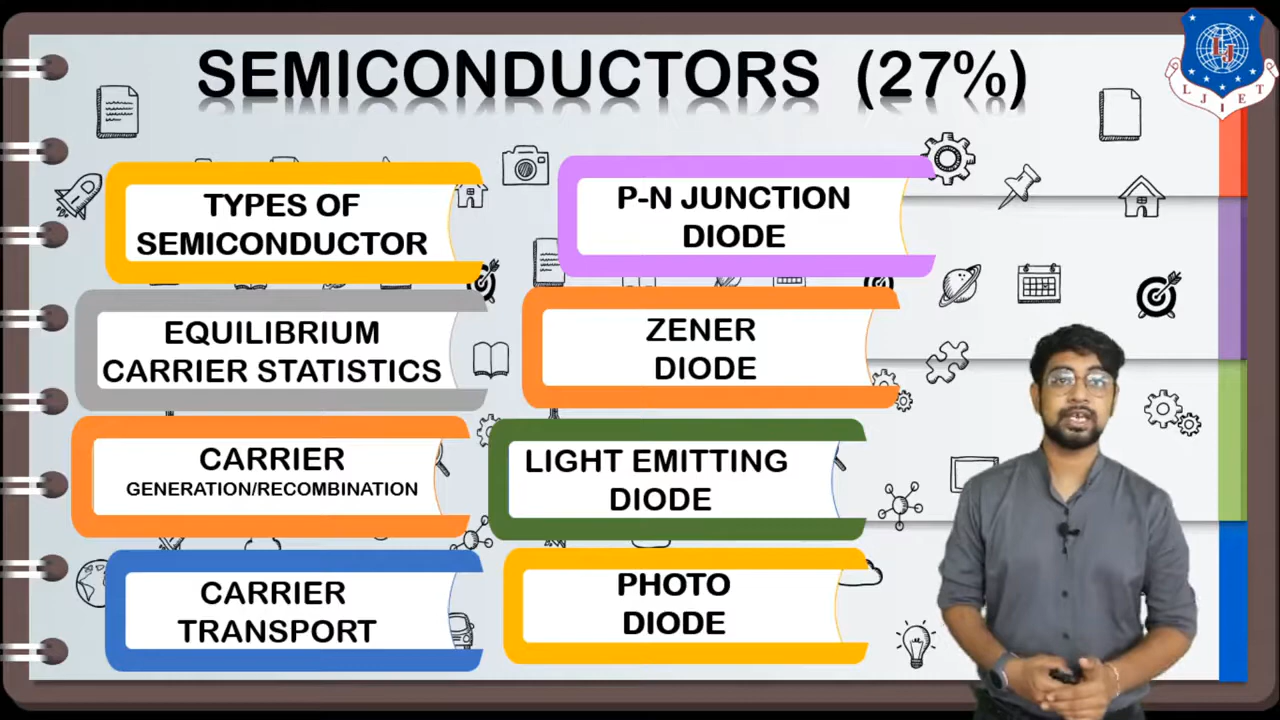 SEMICONDUCTORS (27%)
LJIET
TYPES OF
SEMICONDUCTOR
EQUILIBRIUM
CARRIER STATISTICS
CARRIER
GENERATION/RECOMBINATION
CARRIER
TRANSPORT
P-N JUNCTION
DIODE
ZENER
DIODE
LIGHT EMITTING
DIODE
PHOTO
DIODE